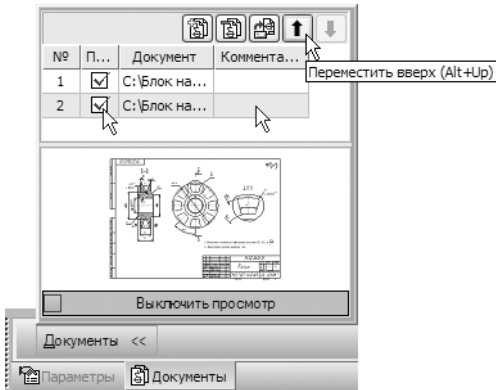 № П... Документ Коммента...
Переместить вверх (Alt+Up)
1 С:\Блок на...
2 С:\Блок на...
Выключить просмотр
Документы <<
Параметры Документы